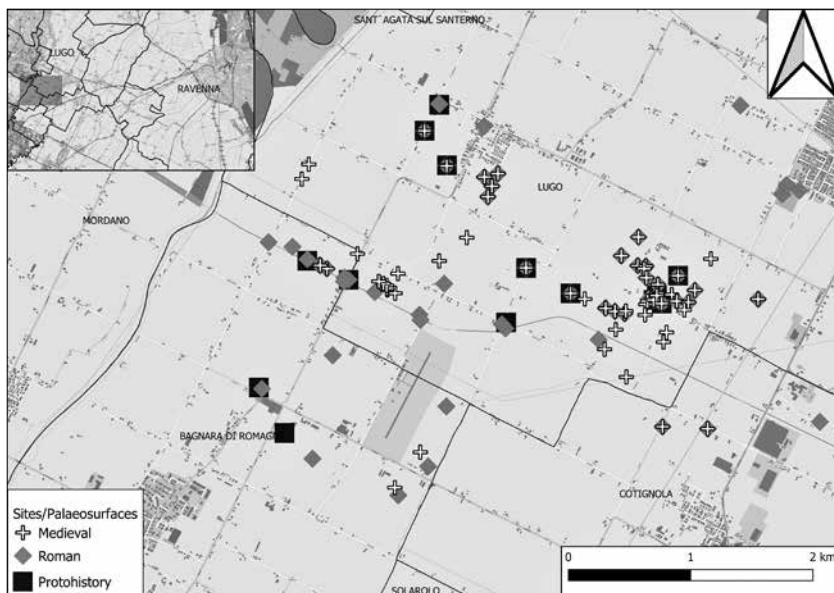 SANT'AGATA SUL SANTERNO
LUGO
RAVENNA
LUGO
MORDANO
BAGNARA DI ROMAG
COTIGNOLA
SOLAROLO
Sites/Palaeosurfaces
Medieval
Roman
Protohistory
0 1 2 km